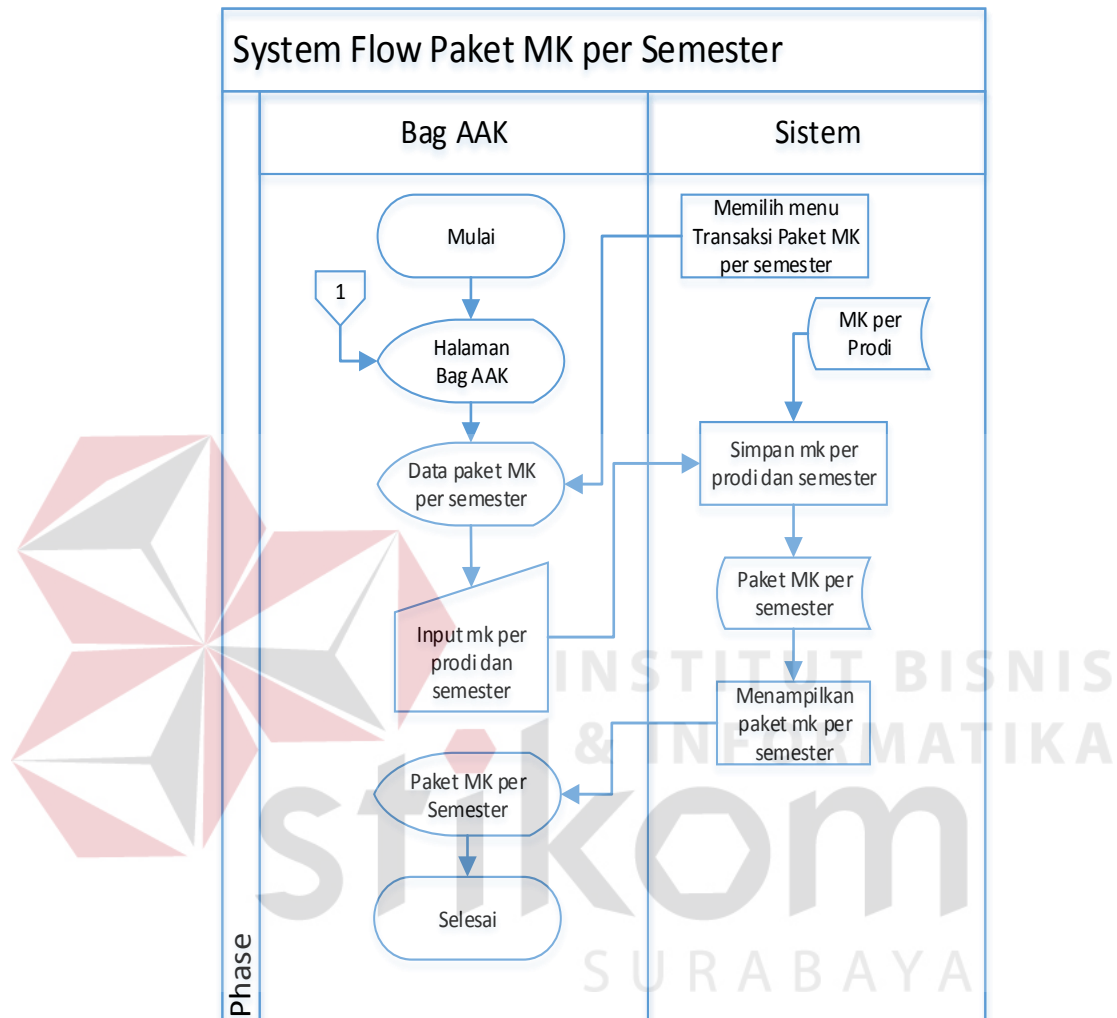 System Flow Paket MK per Semester
Bag AAK
Sistem
Mulai
Memilih menu
Transaksi Paket MK
per semester
1
MK per
Prodi
Halaman
Bag AAK
Data paket MK
per semester
Simpan mk per
prodi dan semester
Paket MK per
semester
Input mk per
prodi dan
semester
Menampilkan
paket mk per
semester
Paket MK per
Semester
Selesai
Phase
INSTITUT BISNIS
& INFORMATIKA
stikom
SURABAYA